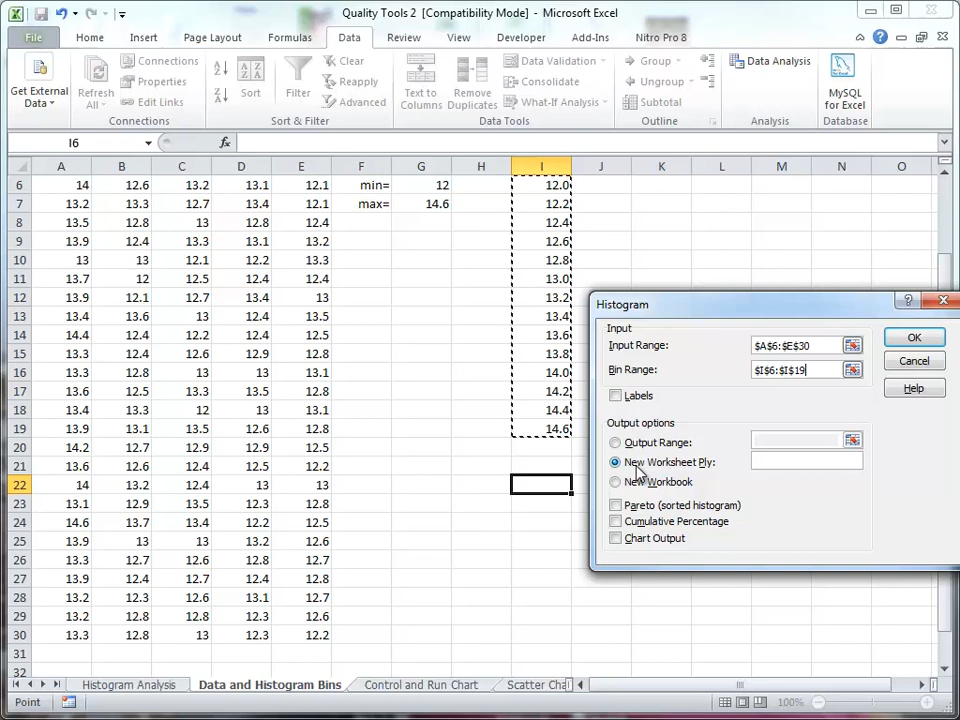 Quality Tools 2 [Compatibility Mode] - Microsoft Excel
File Home Insert Page Layout Formulas Data Review View Developer Add-Ins Nitro Pro 8
Get External Data
Refresh All
Connections
Properties
Edit Links
Connections
Sort
Filter
Clear
Reapply
Advanced
Sort & Filter
Text to Columns
Remove Duplicates
Data Validation
Consolidate
What-If Analysis
Data Tools
Group
Ungroup
Subtotal
Outline
Data Analysis
Analysis
MySQL for Excel
Database
I6 fx
A B C D E F G H I J K L M N O
6 14 12.6 13.2 13.1 12.1 min= 12 12.0
7 13.2 13.3 12.7 13.4 12.1 max= 14.6 12.2
8 13.5 12.8 13 12.8 12.4 12.4
9 13.9 12.4 13.3 13.1 13.2 12.6
10 13 13 12.1 12.2 13.3 12.8
11 13.7 12 12.5 12.4 12.4 13.0
12 13.9 12.1 12.7 13.4 13 13.2
13 13.4 13.6 13 12.4 13.5 13.4
14 14.4 12.4 12.2 12.4 12.5 13.6
15 13.3 12.4 12.6 12.9 12.8 13.8
16 13.9 12.8 12.3 13 13.1 14.0
17 13.6 12.5 13.3 12.8 12.5 14.2
18 13.4 13.3 12 13 13.1 14.4
19 13.9 13.1 13.5 12.6 12.8 14.6
20 14.2 12.7 12.9 12.9 12.5
21 13.6 12.6 12.4 12.5 12.2
22 14 13.2 12.4 13 13
23 13.1 12.9 13.5 12.3 12.8
24 14.6 13.7 13.4 12.2 12.5
25 13.9 13 13 13.2 12.6
26 13.3 12.7 12.6 12.8 12.7
27 13.9 12.4 12.7 12.4 12.8
28 13.2 12.3 12.6 13.1 12.7
29 13.2 12.8 12.8 12.3 12.6
30 13.3 12.8 13 12.3 12.2
31
32
Histogram
Input
Input Range: $A$6:$E$30
Bin Range: $I$6:$I$19
Labels
OK
Cancel
Help
Output options
Output Range:
New Worksheet Ply:
New Workbook
Pareto (sorted histogram)
Cumulative Percentage
Chart Output
Histogram Analysis Data and Histogram Bins Control and Run Chart Scatter Cha
Point 100%